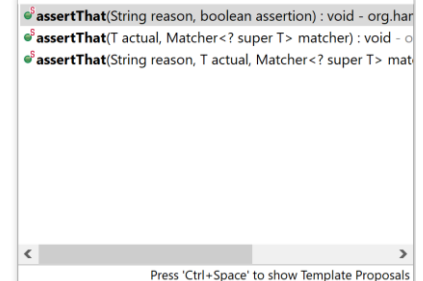 assertThat(String reason, boolean assertion) : void - org.har
assertThat(T actual, Matcher<? super T> matcher) : void - o
assertThat(String reason, T actual, Matcher<? super T> mat
Press 'Ctrl+Space' to show Template Proposals